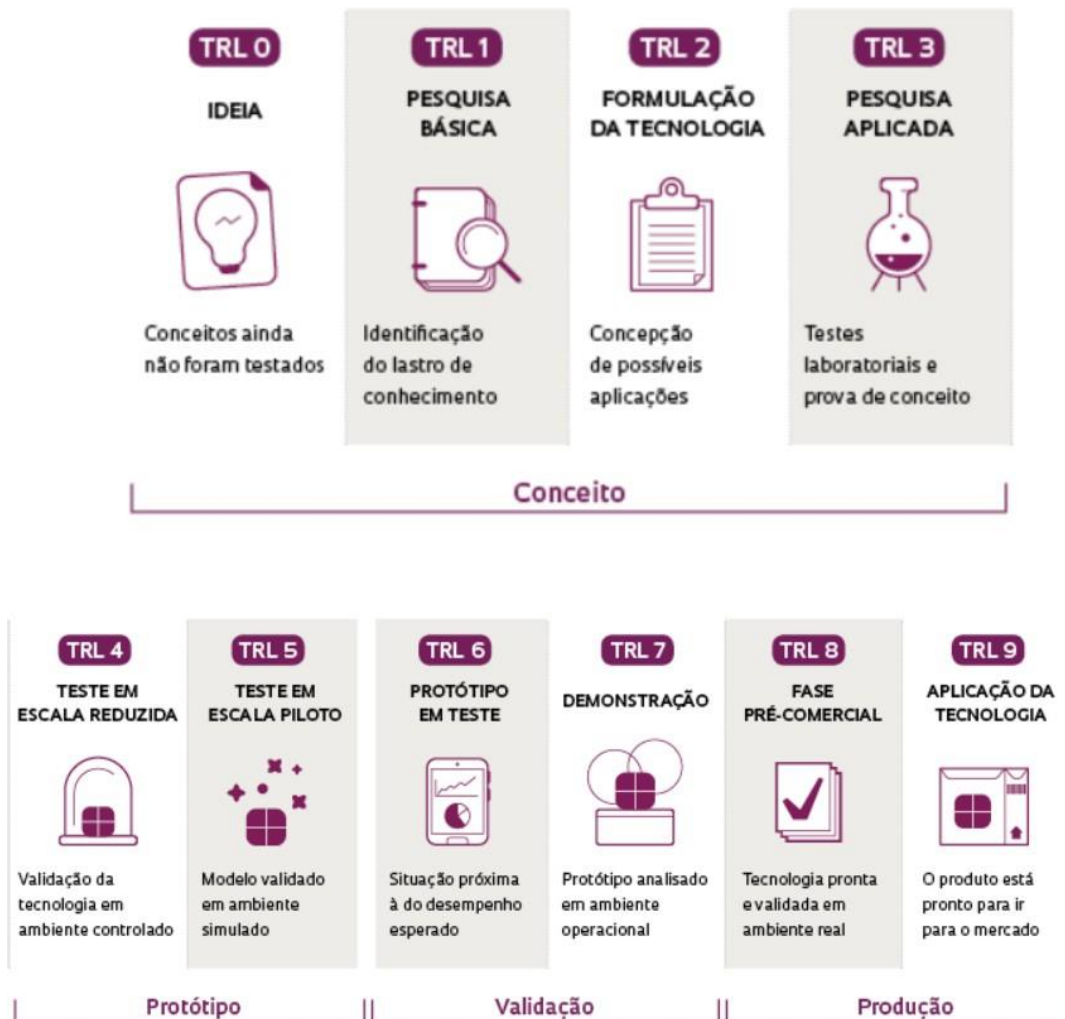 TRL 0
IDEIA
Conceitos ainda
não foram testados
TRL 1
PESQUISA
BÁSICA
Identificação
do lastro de
conhecimento
TRL 2
FORMULAÇÃO
DA TECNOLOGIA
Concepção
de possíveis
aplicações
TRL 3
PESQUISA
APLICADA
Testes
laboratoriais e
prova de conceito
Conceito
TRL 4
TESTE EM
ESCALA REDUZIDA
Validação da
tecnologia em
ambiente controlado
TRL 5
TESTE EM
ESCALA PILOTO
Modelo validado
em ambiente
simulado
TRL 6
PROTÓTIPO
EM TESTE
Situação próxima
à do desempenho
esperado
TRL 7
DEMONSTRAÇÃO
Protótipo analisado
em ambiente
operacional
TRL 8
FASE
PRÉ-COMERCIAL
Tecnologia pronta
e validada em
ambiente real
TRL 9
APLICAÇÃO DA
TECNOLOGIA
O produto está
pronto para ir
para o mercado
Protótipo
Validação
Produção